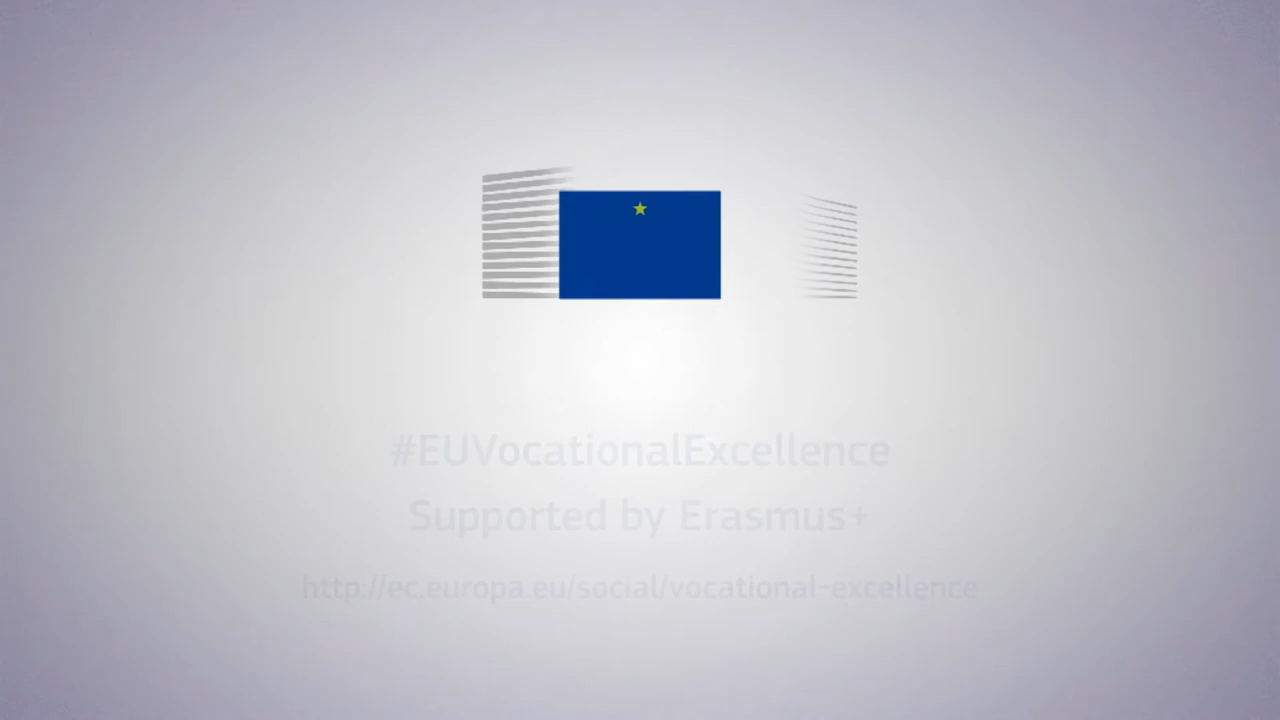 #EUVocationalExcellence
Supported by Erasmus+
http://ec.europa.eu/social/vocational-excellence